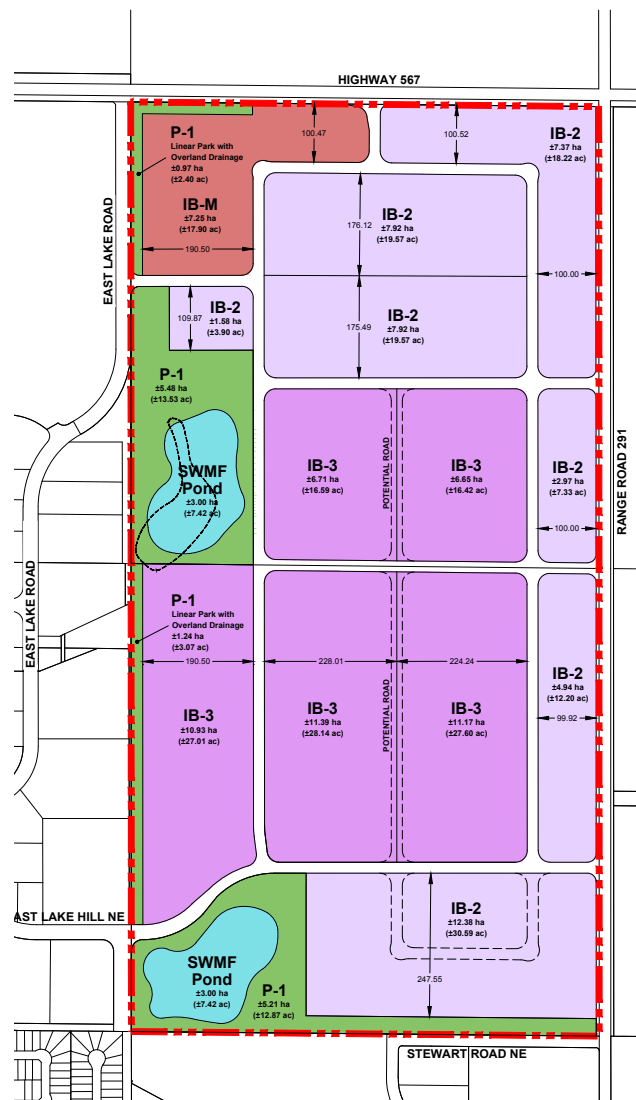 HIGHWAY 567
P-1
Linear Park with
Overland Drainage
±0.97 ha
(±2.40 ac)
100.47
100.52
IB-2
±7.37 ha
(±18.22 ac)
EAST LAKE ROAD
IB-M
±7.25 ha
(±17.90 ac)
190.50
176.12
IB-2
±7.92 ha
(±19.57 ac)
100.00
109.87
IB-2
±1.58 ha
(±3.90 ac)
175.49
IB-2
±7.92 ha
(±19.57 ac)
P-1
±5.48 ha
(±13.53 ac)
SWMF
Pond
±3.00 ha
(±7.42 ac)
IB-3
±6.71 ha
(±16.59 ac)
POTENTIAL ROAD
IB-3
±6.65 ha
(±16.42 ac)
IB-2
±2.97 ha
(±7.33 ac)
100.00
RANGE ROAD 291
EAST LAKE ROAD
P-1
Linear Park with
Overland Drainage
±1.24 ha
(±3.07 ac)
190.50
228.01
224.24
IB-2
±4.94 ha
(±12.20 ac)
99.92
IB-3
±10.93 ha
(±27.01 ac)
IB-3
±11.39 ha
(±28.14 ac)
POTENTIAL ROAD
IB-3
±11.17 ha
(±27.60 ac)
AST LAKE HILL NE
IB-2
±12.38 ha
(±30.59 ac)
247.55
SWMF
Pond
±3.00 ha
(±7.42 ac)
P-1
±5.21 ha
(±12.87 ac)
STEWART ROAD NE